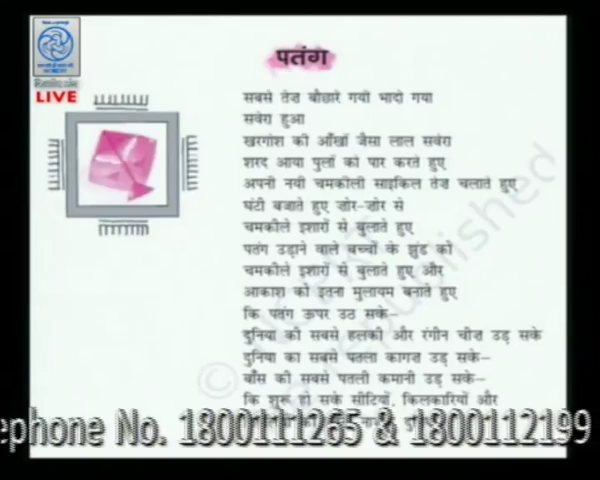 पतंग
LIVE
सबसे तेज़ बौछारें गयीं भादो गया
सवेरा हुआ
खरगोश की आँखों जैसा लाल सवेरा
शरद आया पुलों को पार करते हुए
अपनी नयी चमकीली साइकिल तेज़ चलाते हुए
घंटी बजाते हुए ज़ोर-ज़ोर से
चमकीले इशारों से बुलाते हुए
पतंग उड़ाने वाले बच्चों के झुंड को
चमकीले इशारों से बुलाते हुए और
आकाश को इतना मुलायम बनाते हुए
कि पतंग ऊपर उठ सके–
दुनिया की सबसे हलकी और रंगीन चीज़ उड़ सके
दुनिया का सबसे पतला कागज़ उड़ सके–
बाँस की सबसे पतली कमानी उड़ सके–
कि शुरू हो सके सीटियों, किलकारियों और
ephone No. 1800111265 & 1800112199